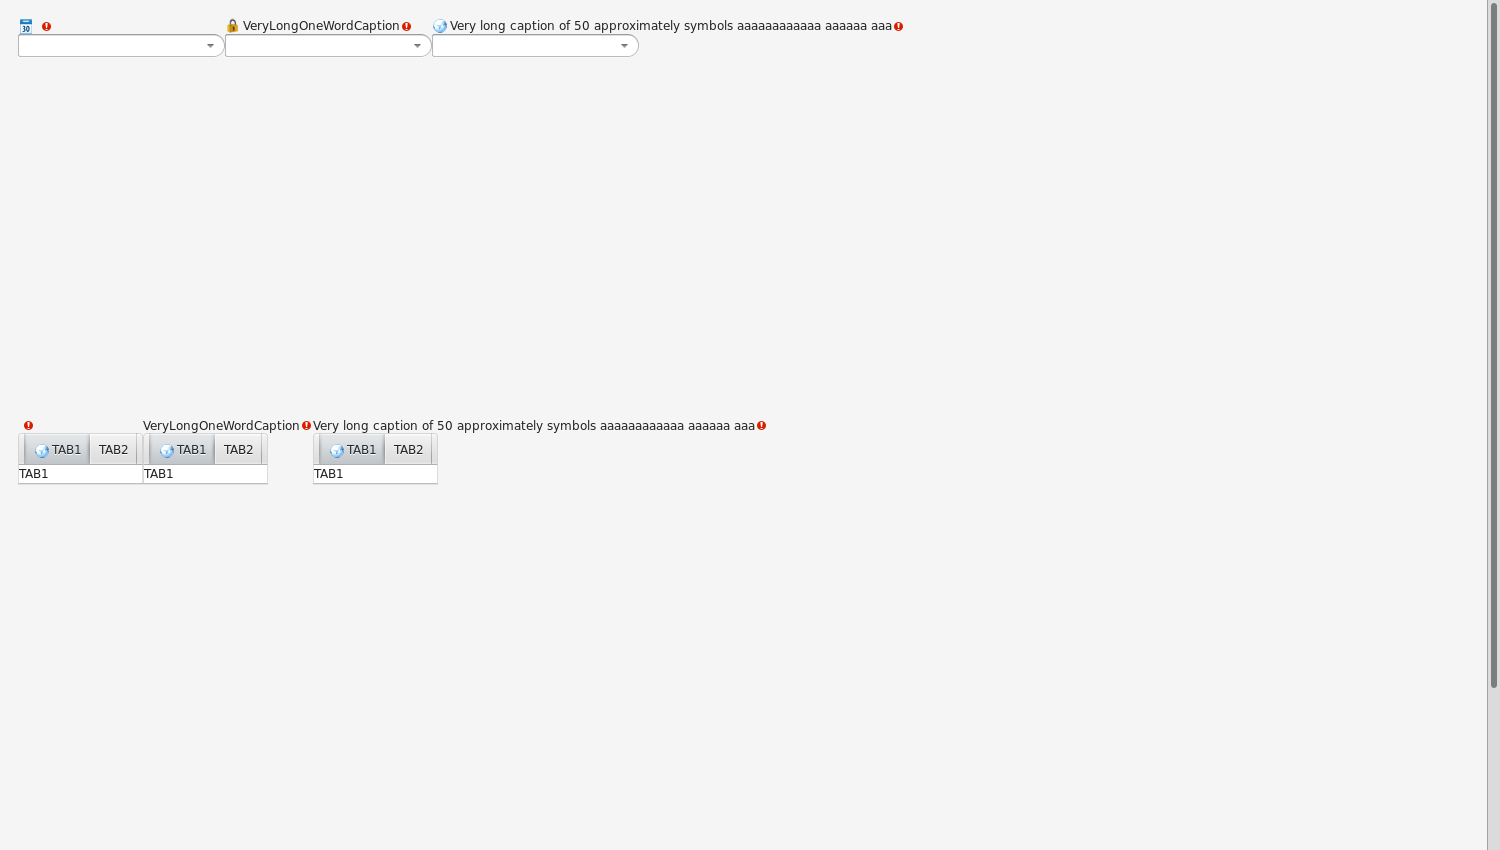 30 VeryLongOneWordCaption Very long caption of 50 approximately symbols aaaaaaaaaaaa aaaaaa aaa
VeryLongOneWordCaption Very long caption of 50 approximately symbols aaaaaaaaaaaa aaaaaa aaa
TAB1 TAB2 TAB1 TAB2 TAB1 TAB2
TAB1 TAB1 TAB1